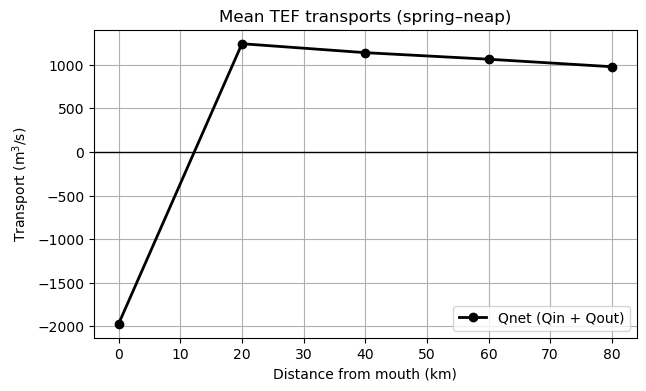 Mean TEF transports (spring–neap)
Transport (m³/s)
1000
500
0
−500
−1000
−1500
−2000
Qnet (Qin + Qout)
0 10 20 30 40 50 60 70 80
Distance from mouth (km)